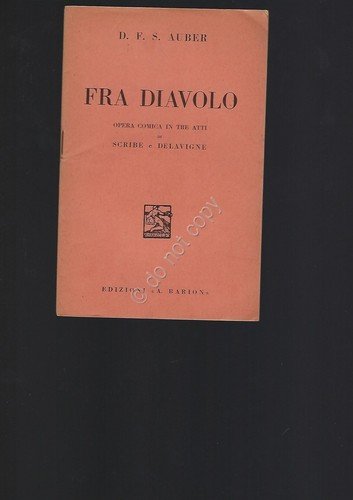 D. F. S. AUBER
FRA DIAVOLO
OPERA COMICA IN TRE ATTI
DI
SCRIBE e DELAVIGNE
do not copy
EDIZIONI «A. BARION»